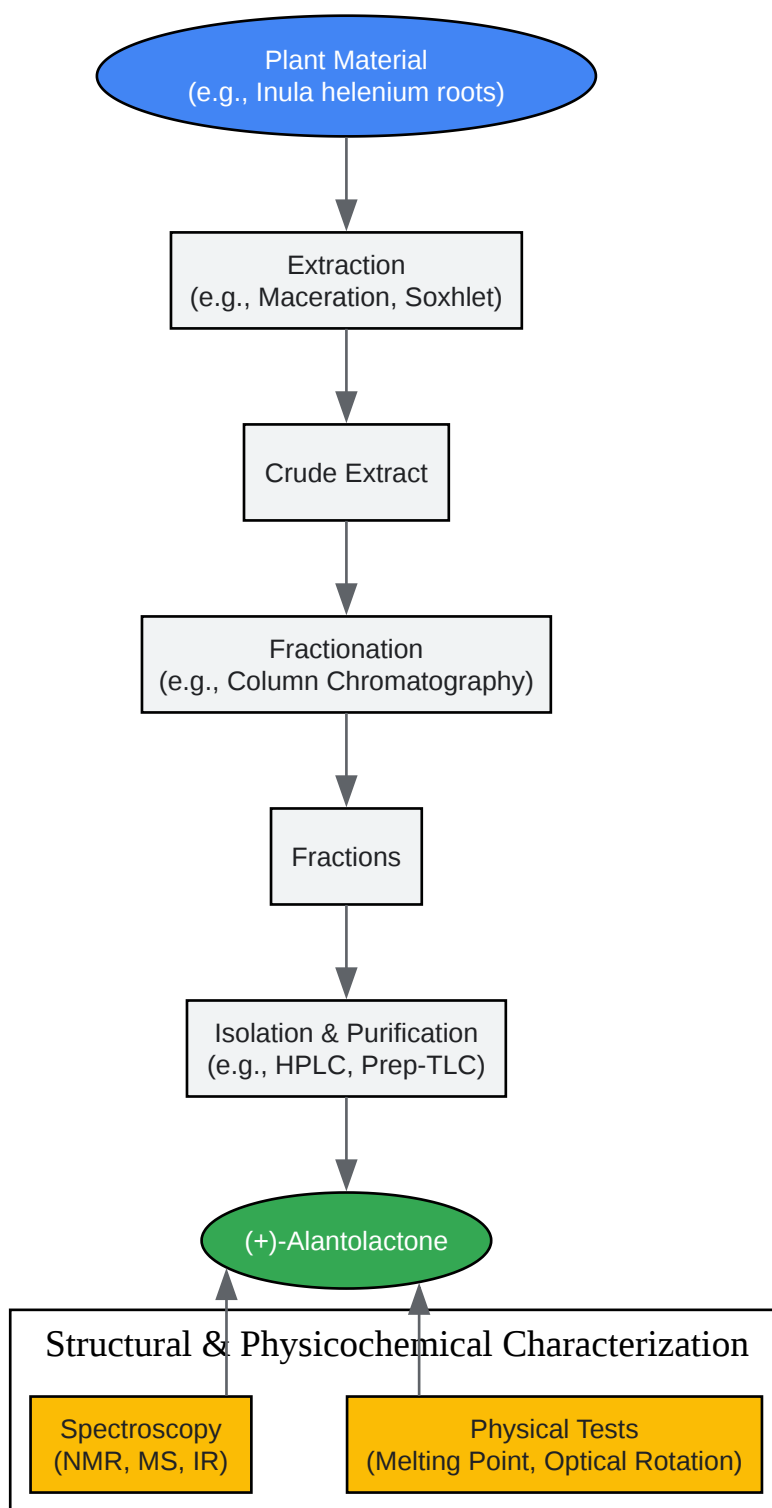 Plant Material
(e.g., Inula helenium roots)
Extraction
(e.g., Maceration, Soxhlet)
Crude Extract
Fractionation
(e.g., Column Chromatography)
Fractions
Isolation & Purification
(e.g., HPLC, Prep-TLC)
(+)-Alantolactone
Structural & Physicochemical Characterization
Spectroscopy
(NMR, MS, IR)
Physical Tests
(Melting Point, Optical Rotation)